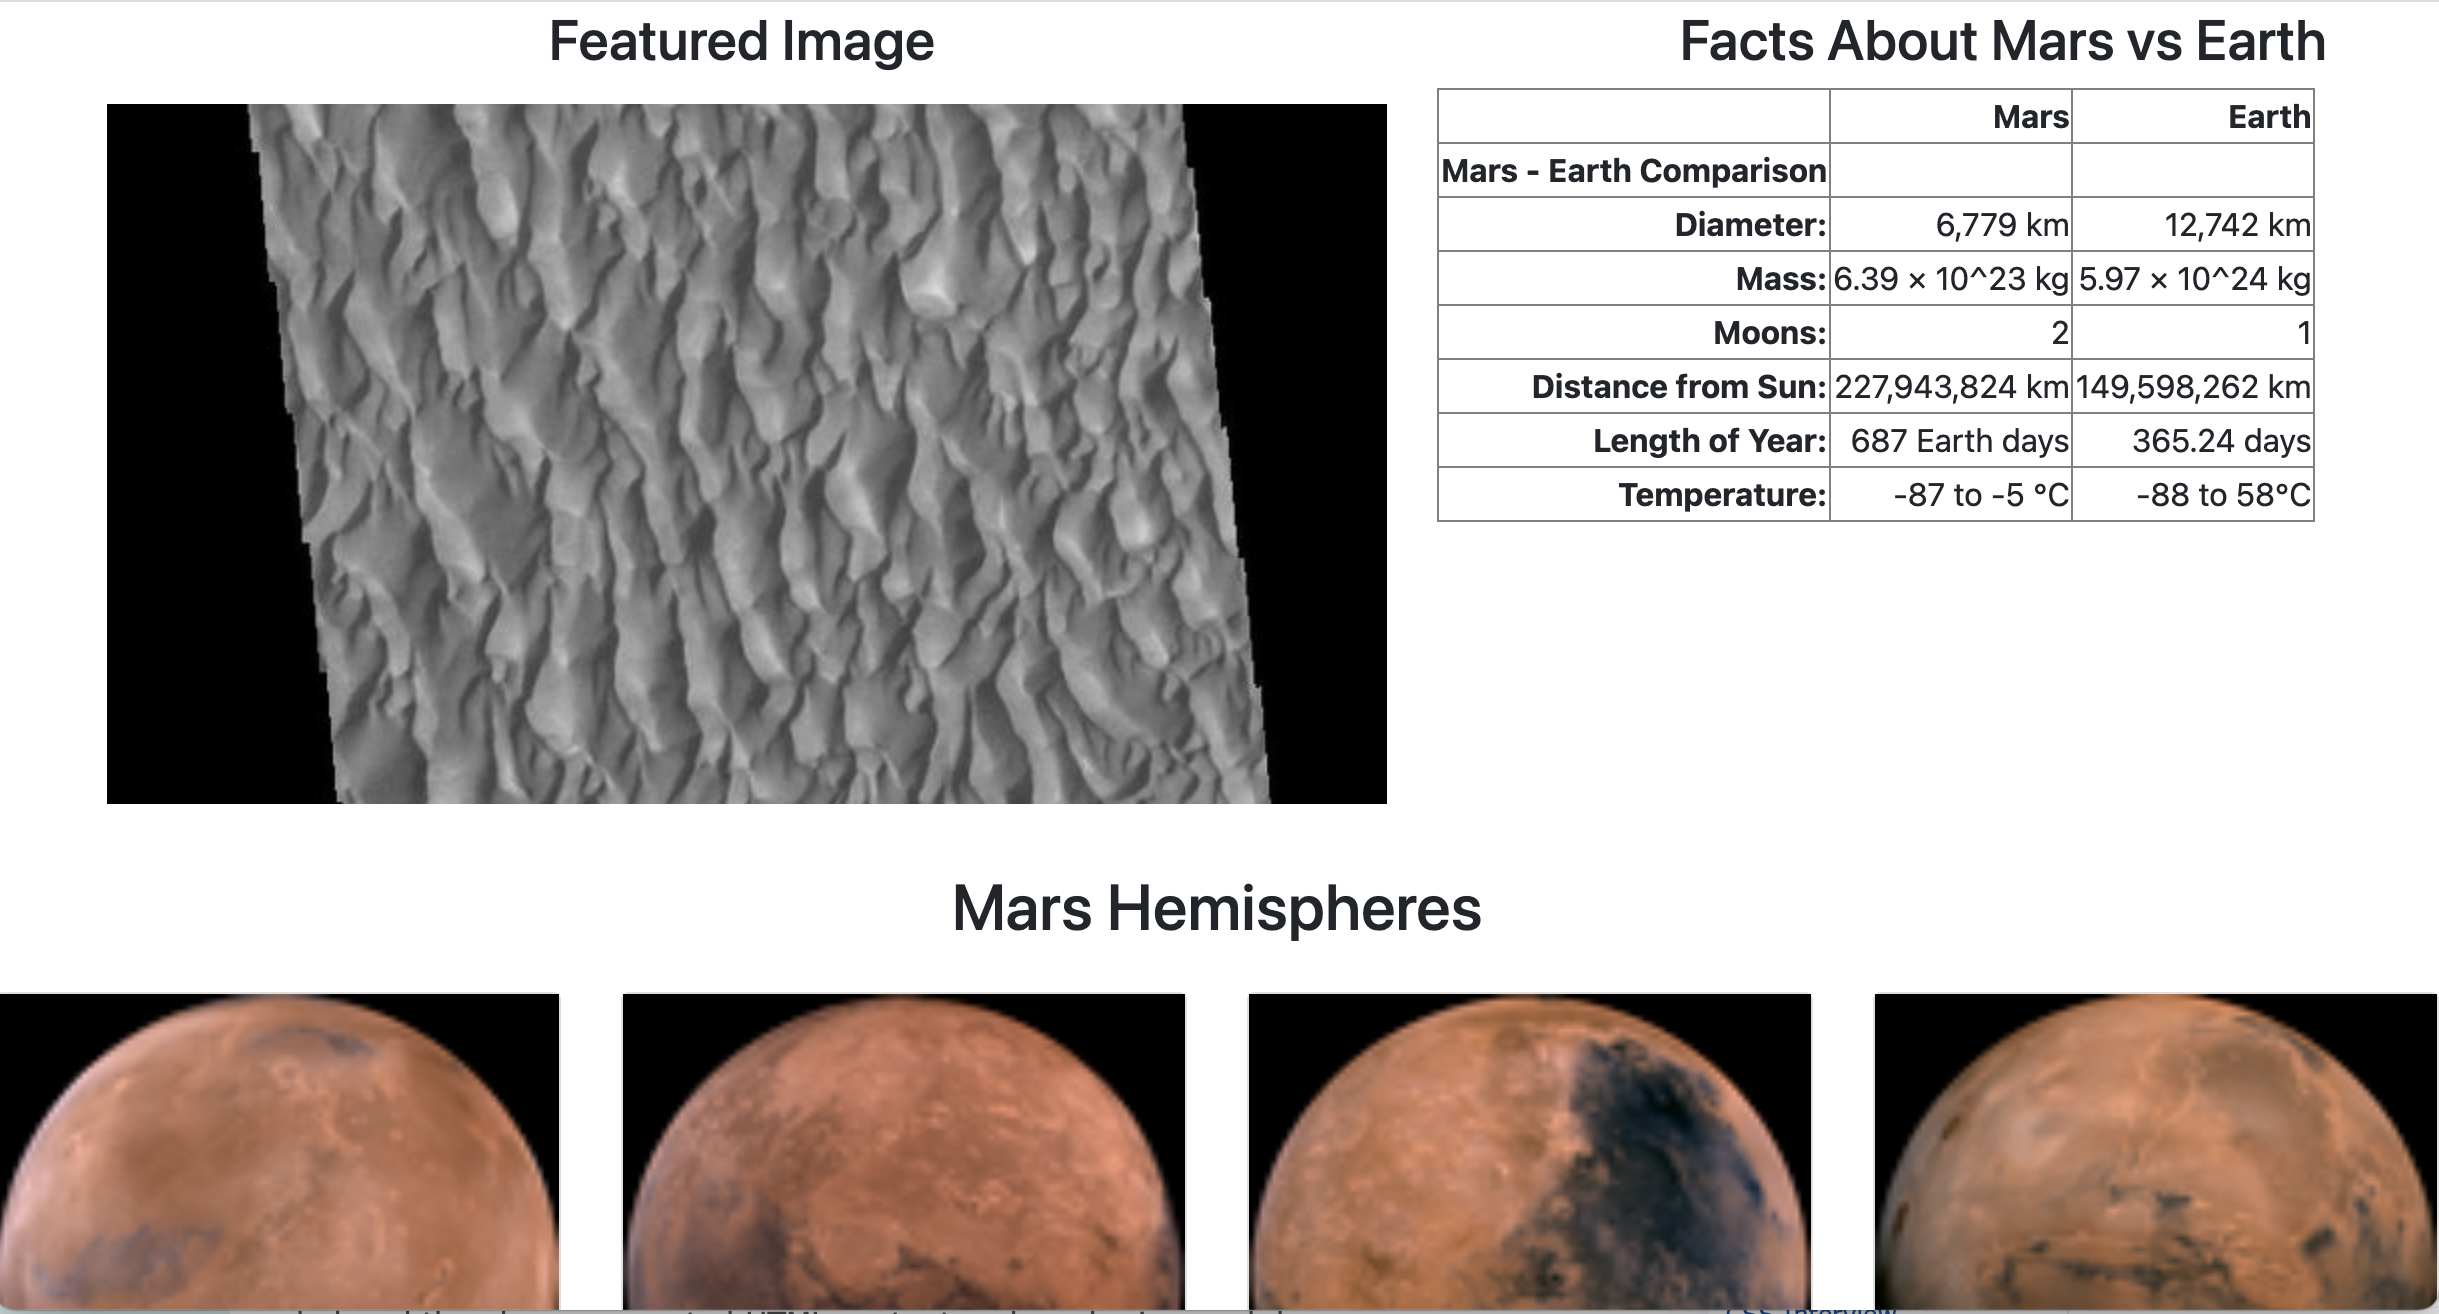 Featured Image
Facts About Mars vs Earth
Mars Earth
Mars - Earth Comparison
Diameter: 6,779 km 12,742 km
Mass: 6.39 × 10^23 kg 5.97 × 10^24 kg
Moons: 2 1
Distance from Sun: 227,943,824 km 149,598,262 km
Length of Year: 687 Earth days 365.24 days
Temperature: -87 to -5 °C -88 to 58°C
Mars Hemispheres